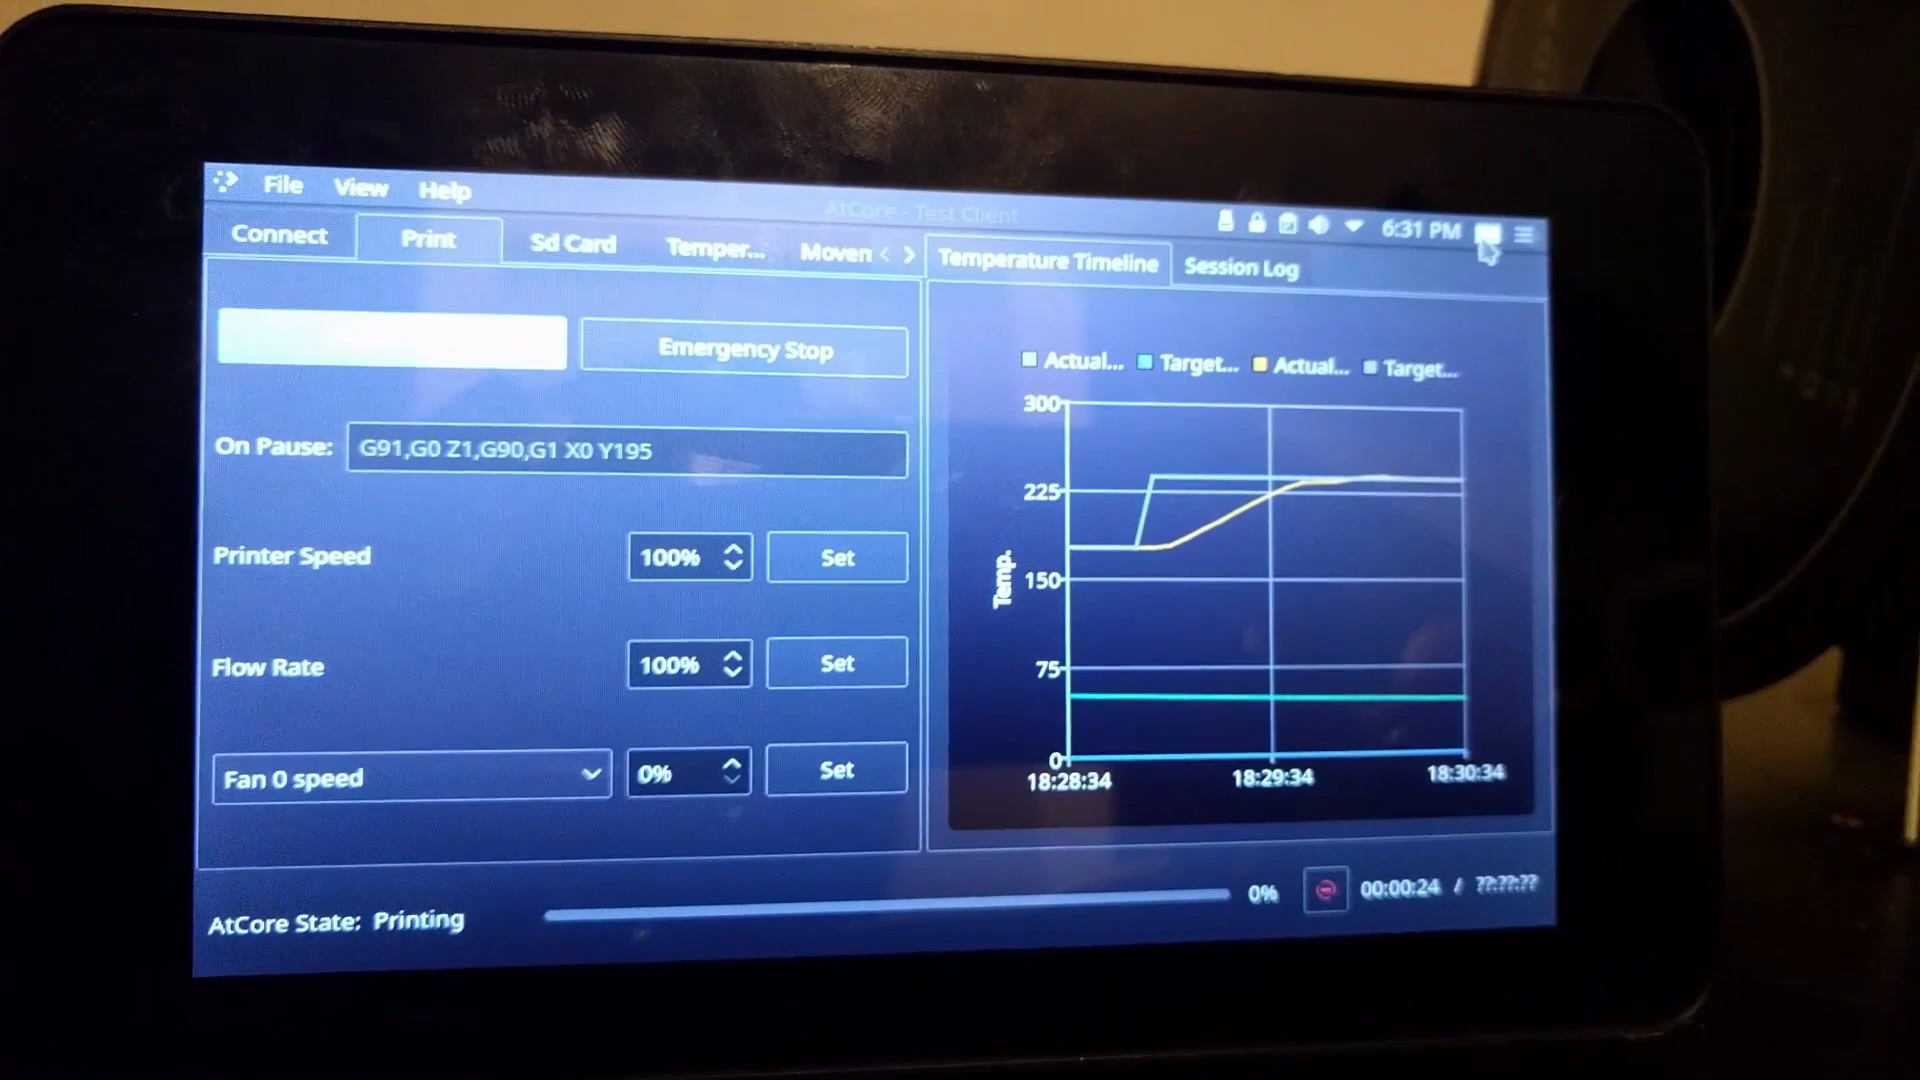 File View Help
AtCore - Test Client
6:31 PM
Connect Print Sd Card Temper... Moven
Temperature Timeline Session Log
Emergency Stop
On Pause: G91,G0 Z1,G90,G1 X0 Y195
Printer Speed 100% Set
Flow Rate 100% Set
Fan 0 speed 0% Set
Actual... Target... Actual... Target...
300
225
150
75
0
Temp.
18:28:34 18:29:34 18:30:34
AtCore State: Printing
0% 00:00:24 / ??:??:??